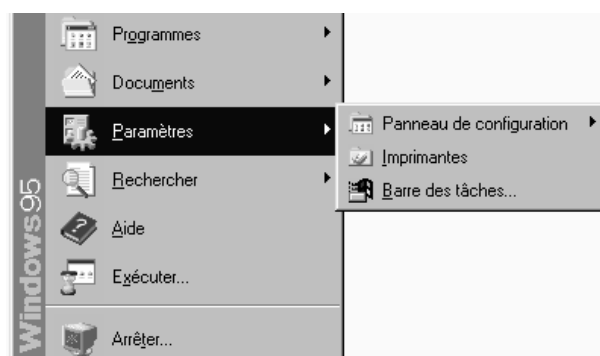 Programmes
Documents
Paramètres
Panneau de configuration
Imprimantes
Barre des tâches...
Rechercher
Aide
Exécuter...
Arrêter...
Windows95